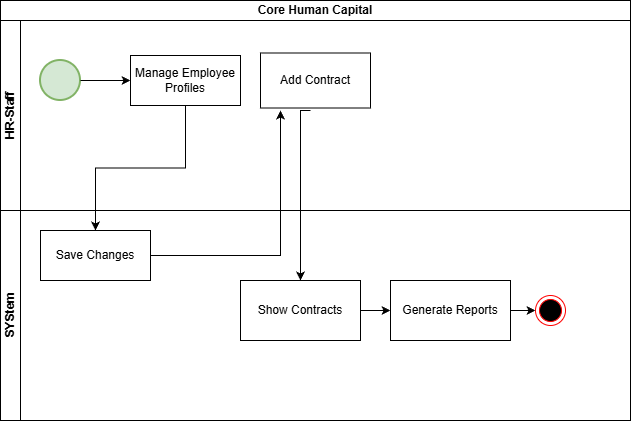 Core Human Capital
HR-Staff
Manage Employee
Profiles
Add Contract
SYStem
Save Changes
Show Contracts
Generate Reports